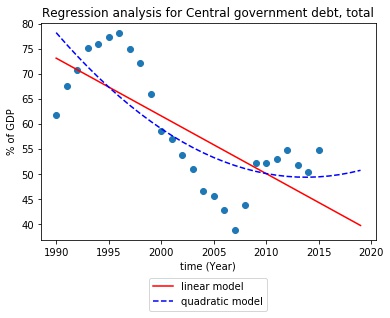 Regression analysis for Central government debt, total
80
75
70
65
60
55
50
45
40
% of GDP
1990 1995 2000 2005 2010 2015 2020
time (Year)
linear model
quadratic model